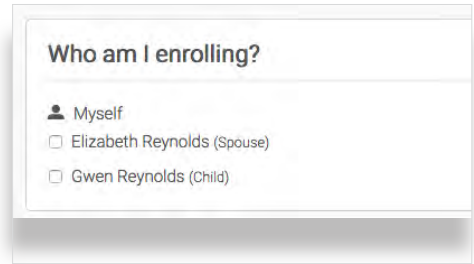 Who am I enrolling?
Myself
Elizabeth Reynolds (Spouse)
Gwen Reynolds (Child)